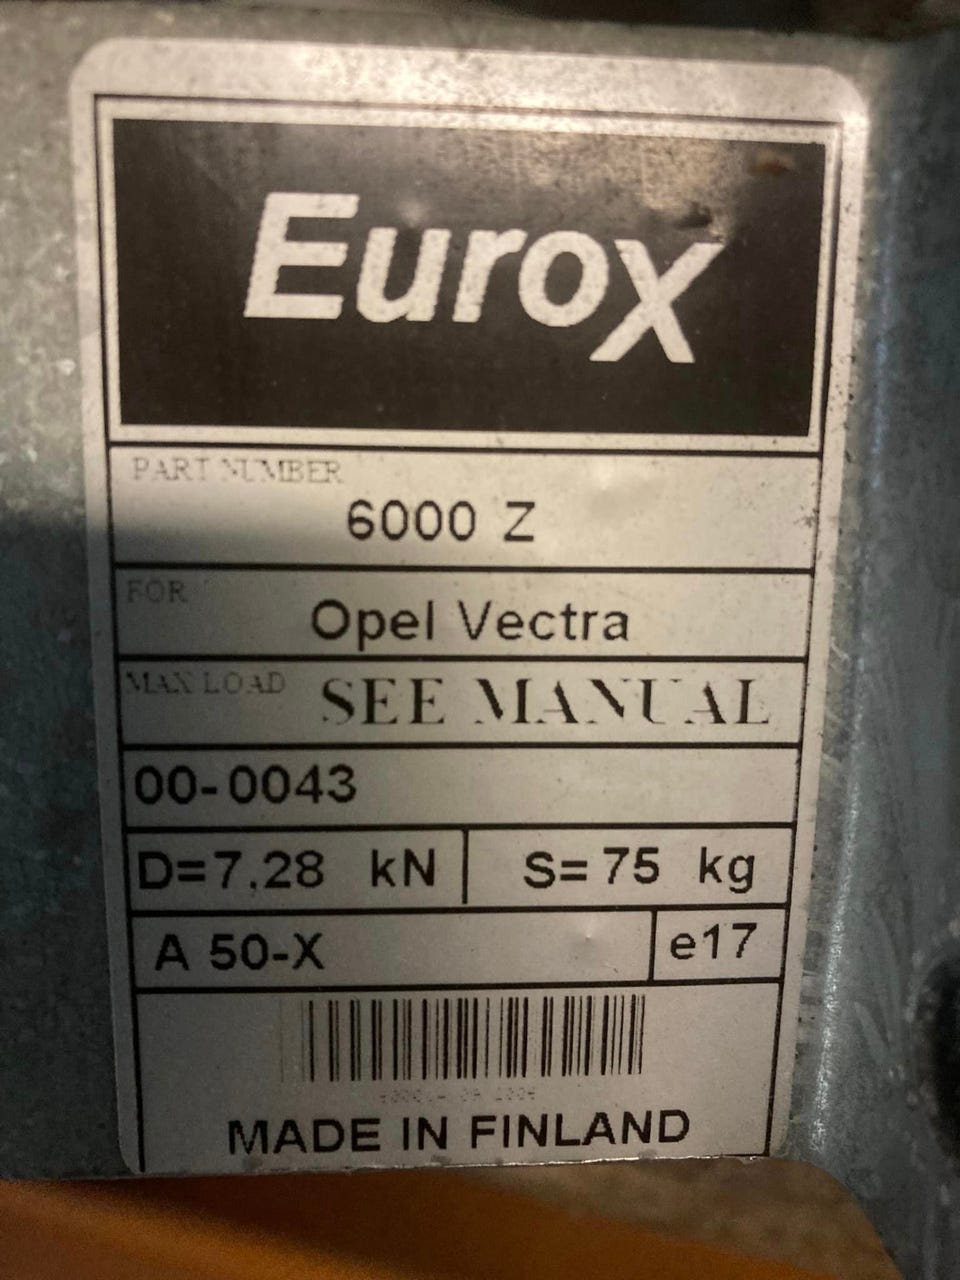 EuroX
PART NUMBER
6000 Z
FOR
Opel Vectra
MAX LOAD SEE MANUAL
00-0043
D=7,28 kN S=75 kg
A 50-X e17
MADE IN FINLAND